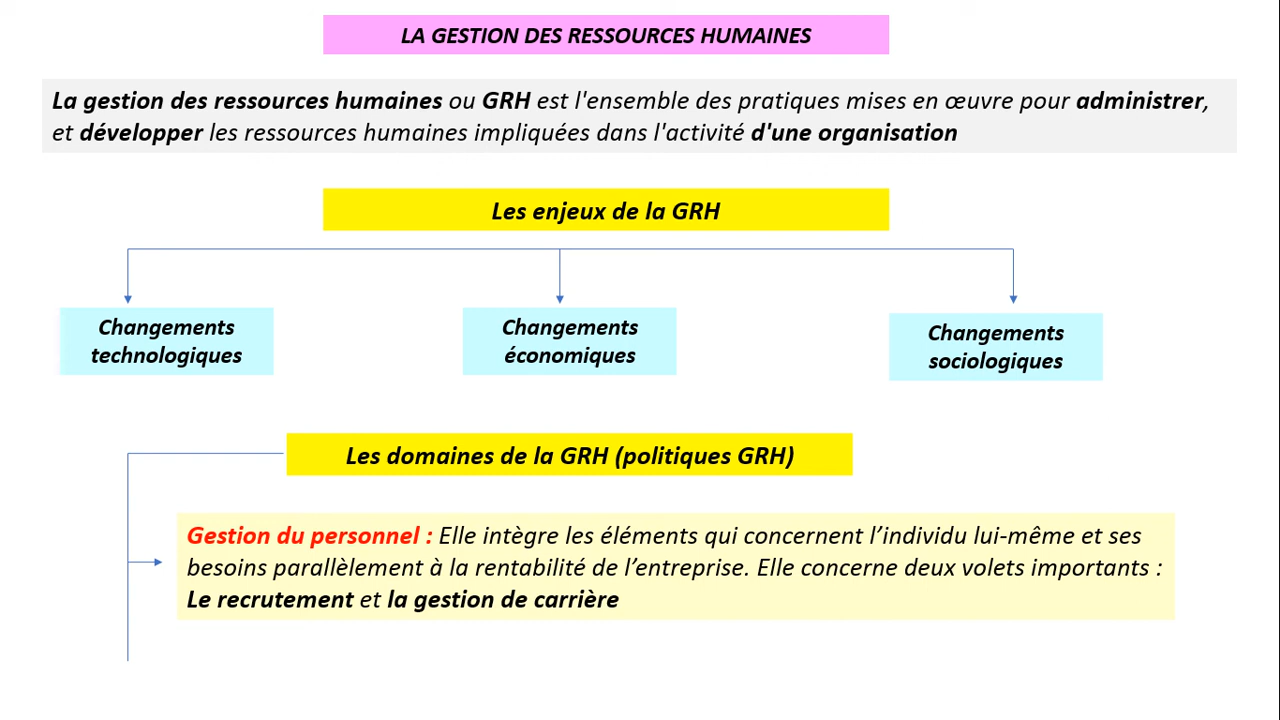 LA GESTION DES RESSOURCES HUMAINES
La gestion des ressources humaines ou GRH est l'ensemble des pratiques mises en œuvre pour administrer,
et développer les ressources humaines impliquées dans l'activité d'une organisation
Les enjeux de la GRH
Changements
technologiques
Changements
économiques
Changements
sociologiques
Les domaines de la GRH (politiques GRH)
Gestion du personnel : Elle intègre les éléments qui concernent l’individu lui-même et ses
besoins parallèlement à la rentabilité de l’entreprise. Elle concerne deux volets importants :
Le recrutement et la gestion de carrière